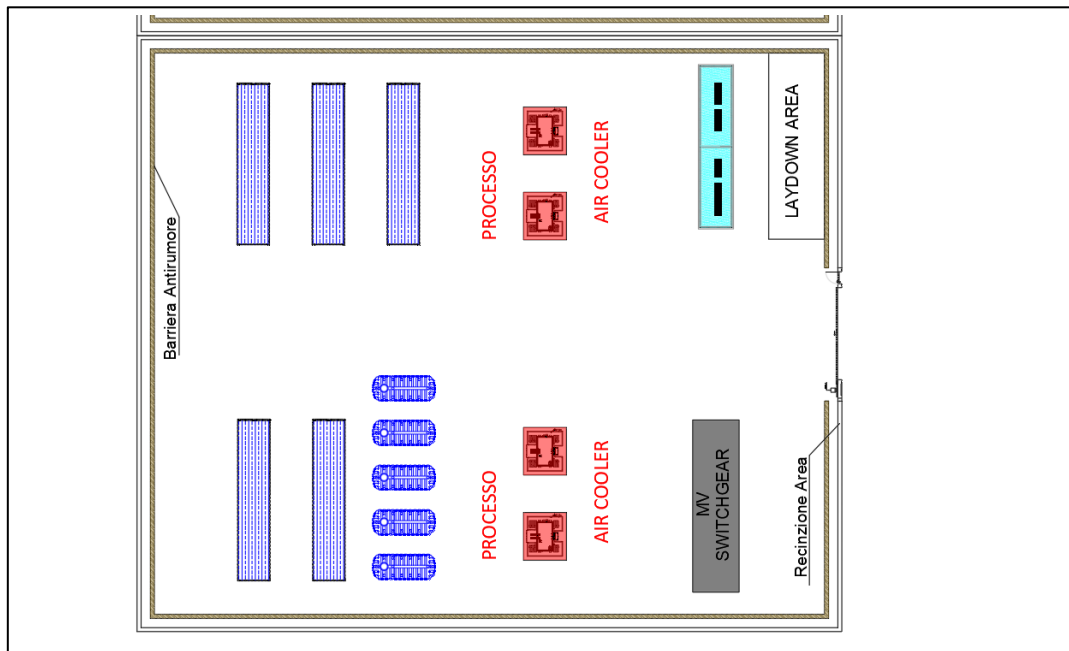 Barriera Antirumore
PROCESSO
AIR COOLER
LAYDOWN AREA
PROCESSO
AIR COOLER
MV
SWITCHGEAR
Recinzione Area